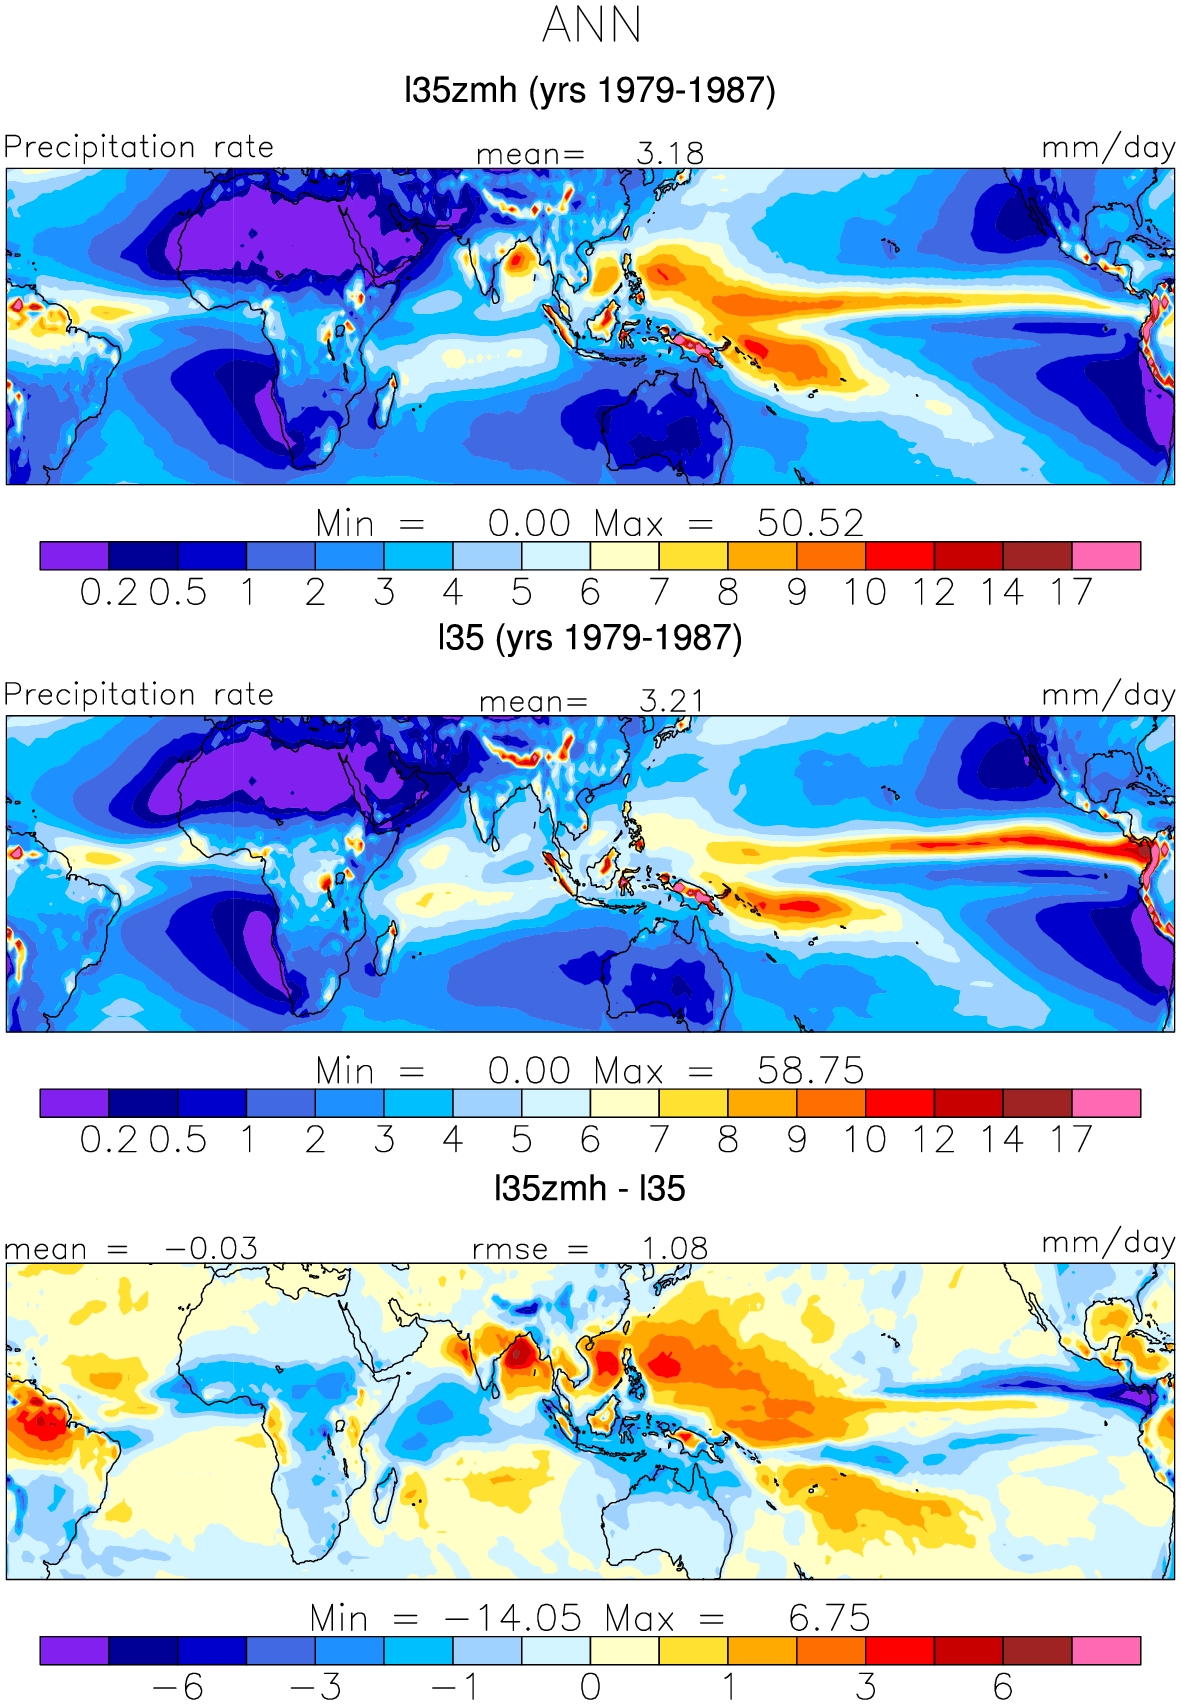 ANN
l35zmh (yrs 1979-1987)
Precipitation rate mean= 3.18 mm/day
Min = 0.00 Max = 50.52
0.2 0.5 1 2 3 4 5 6 7 8 9 10 12 14 17
l35 (yrs 1979-1987)
Precipitation rate mean= 3.21 mm/day
Min = 0.00 Max = 58.75
0.2 0.5 1 2 3 4 5 6 7 8 9 10 12 14 17
l35zmh - l35
mean = -0.03 rmse = 1.08 mm/day
Min = -14.05 Max = 6.75
-6 -3 -1 0 1 3 6